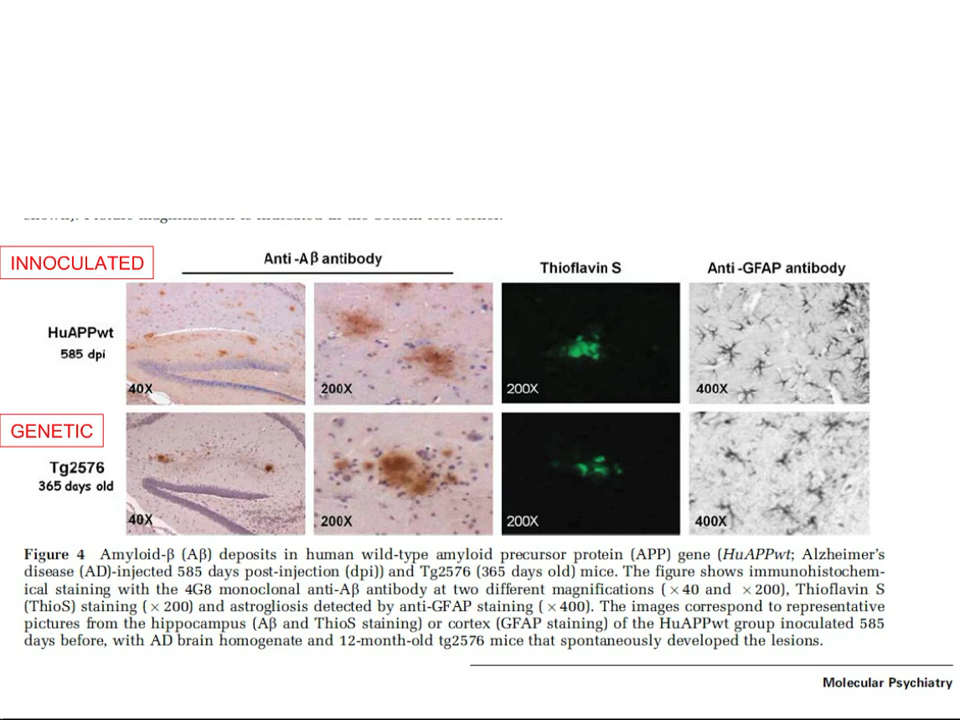 INNOCULATED
Anti-Aβ antibody
Thioflavin S
Anti-GFAP antibody
HuAPPwt
585 dpi
40X
200X
200X
400X
GENETIC
Tg2576
365 days old
40X
200X
200X
400X
Figure 4 Amyloid-β (Aβ) deposits in human wild-type amyloid precursor protein (APP) gene (HuAPPwt; Alzheimer's
disease (AD)-injected 585 days post-injection (dpi)) and Tg2576 (365 days old) mice. The figure shows immunohistochem-
ical staining with the 4G8 monoclonal anti-Aβ antibody at two different magnifications (×40 and ×200), Thioflavin S
(ThioS) staining (×200) and astrogliosis detected by anti-GFAP staining (×400). The images correspond to representative
pictures from the hippocampus (Aβ and ThioS staining) or cortex (GFAP staining) of the HuAPPwt group inoculated 585
days before, with AD brain homogenate and 12-month-old tg2576 mice that spontaneously developed the lesions.
Molecular Psychiatry